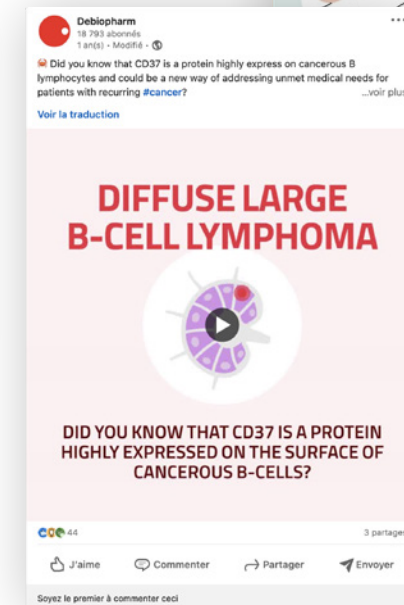 Debiopharm
18 793 abonnés
1 an(s) • Modifié •
Did you know that CD37 is a protein highly express on cancerous B
lymphocytes and could be a new way of addressing unmet medical needs for
patients with recurring #cancer? ...voir plus
Voir la traduction
DIFFUSE LARGE
B-CELL LYMPHOMA
DID YOU KNOW THAT CD37 IS A PROTEIN
HIGHLY EXPRESSED ON THE SURFACE OF
CANCEROUS B-CELLS?
44 3 partages
J'aime Commenter Partager Envoyer
Soyez le premier à commenter ceci